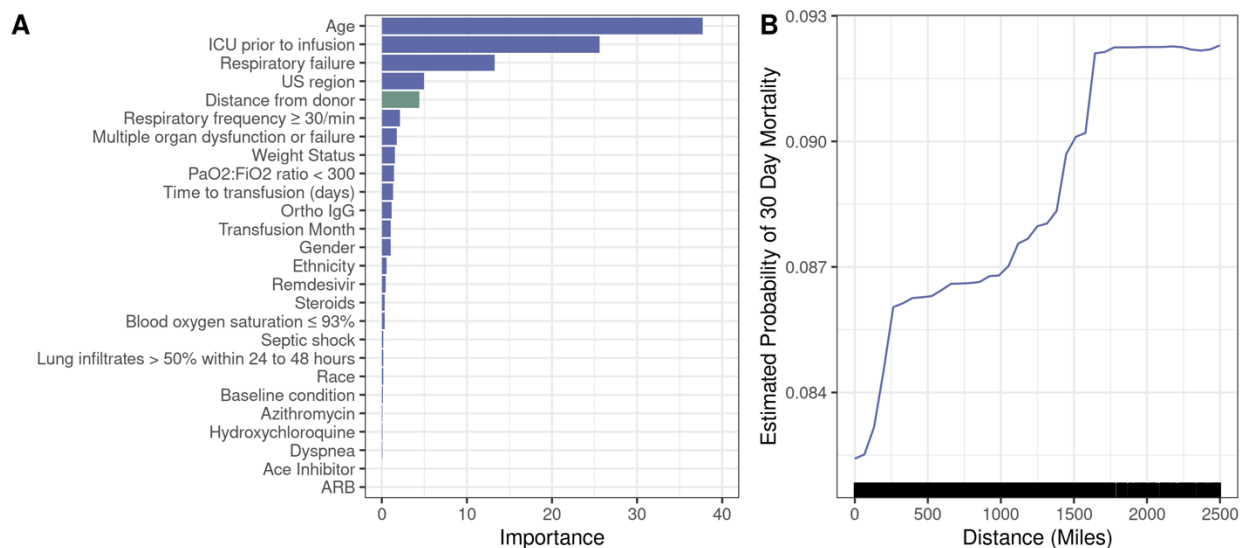 A
Age
ICU prior to infusion
Respiratory failure
US region
Distance from donor
Respiratory frequency ≥ 30/min
Multiple organ dysfunction or failure
Weight Status
PaO2:FiO2 ratio < 300
Time to transfusion (days)
Ortho IgG
Transfusion Month
Gender
Ethnicity
Remdesivir
Steroids
Blood oxygen saturation ≤ 93%
Septic shock
Lung infiltrates > 50% within 24 to 48 hours
Race
Baseline condition
Azithromycin
Hydroxychloroquine
Dyspnea
Ace Inhibitor
ARB
0 10 20 30 40
Importance
B
Estimated Probability of 30 Day Mortality
0.093
0.090
0.087
0.084
0 500 1000 1500 2000 2500
Distance (Miles)